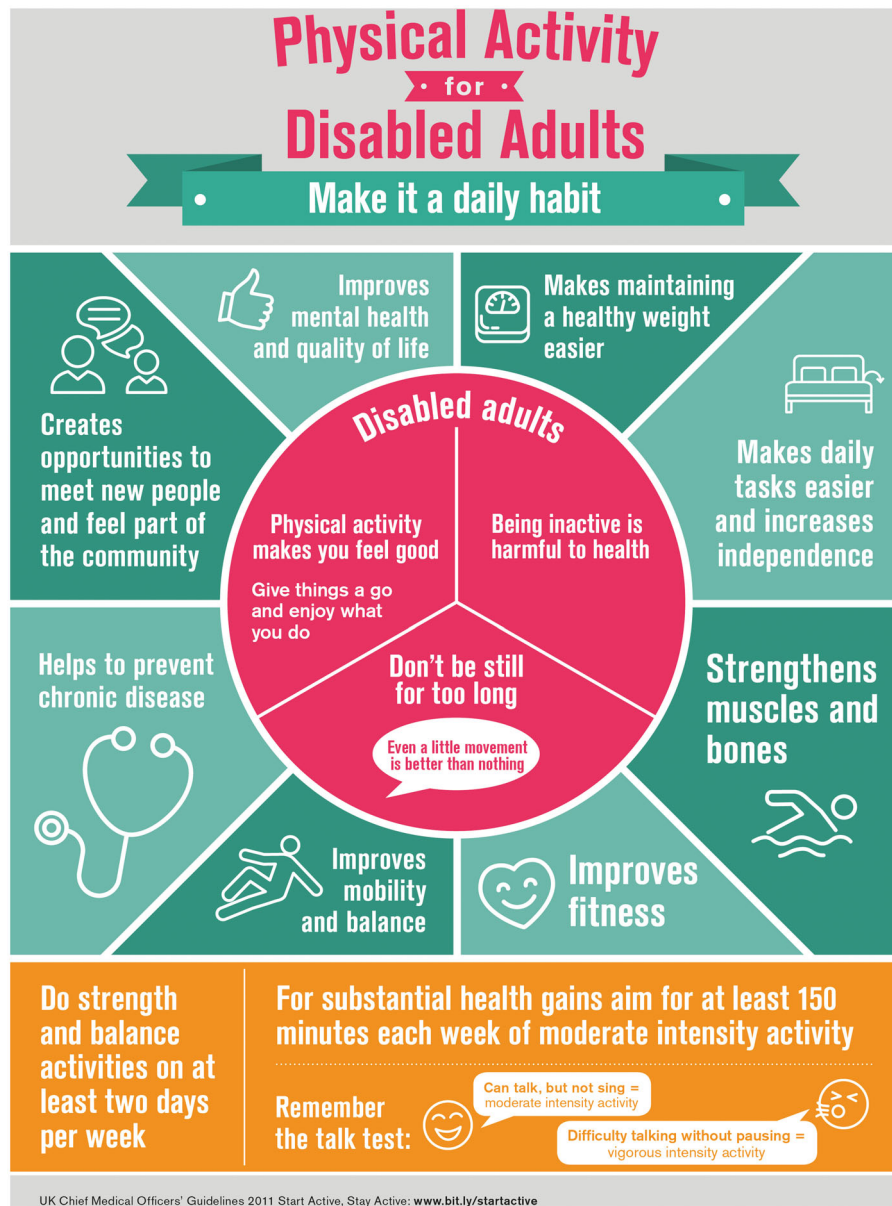 Physical Activity
for
Disabled Adults
Make it a daily habit
Creates
opportunities to
meet new people
and feel part of
the community
Improves
mental health
and quality of life
Makes maintaining
a healthy weight
easier
Makes daily
tasks easier
and increases
independence
Disabled adults
Physical activity
makes you feel good
Give things a go
and enjoy what
you do
Being inactive is
harmful to health
Don't be still
for too long
Even a little movement
is better than nothing
Helps to prevent
chronic disease
Improves
mobility
and balance
Improves
fitness
Strengthens
muscles and
bones
Do strength
and balance
activities on at
least two days
per week
For substantial health gains aim for at least 150
minutes each week of moderate intensity activity
Remember
the talk test:
Can talk, but not sing =
moderate intensity activity
Difficulty talking without pausing =
vigorous intensity activity
UK Chief Medical Officers' Guidelines 2011 Start Active, Stay Active: www.bit.ly/startactive